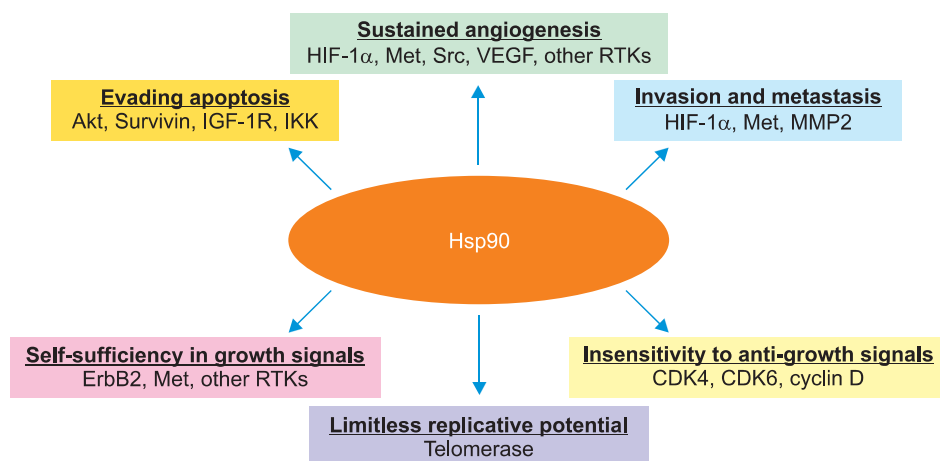 Sustained angiogenesis
HIF-1α, Met, Src, VEGF, other RTKs
Evading apoptosis
Akt, Survivin, IGF-1R, IKK
Invasion and metastasis
HIF-1α, Met, MMP2
Hsp90
Self-sufficiency in growth signals
ErbB2, Met, other RTKs
Insensitivity to anti-growth signals
CDK4, CDK6, cyclin D
Limitless replicative potential
Telomerase